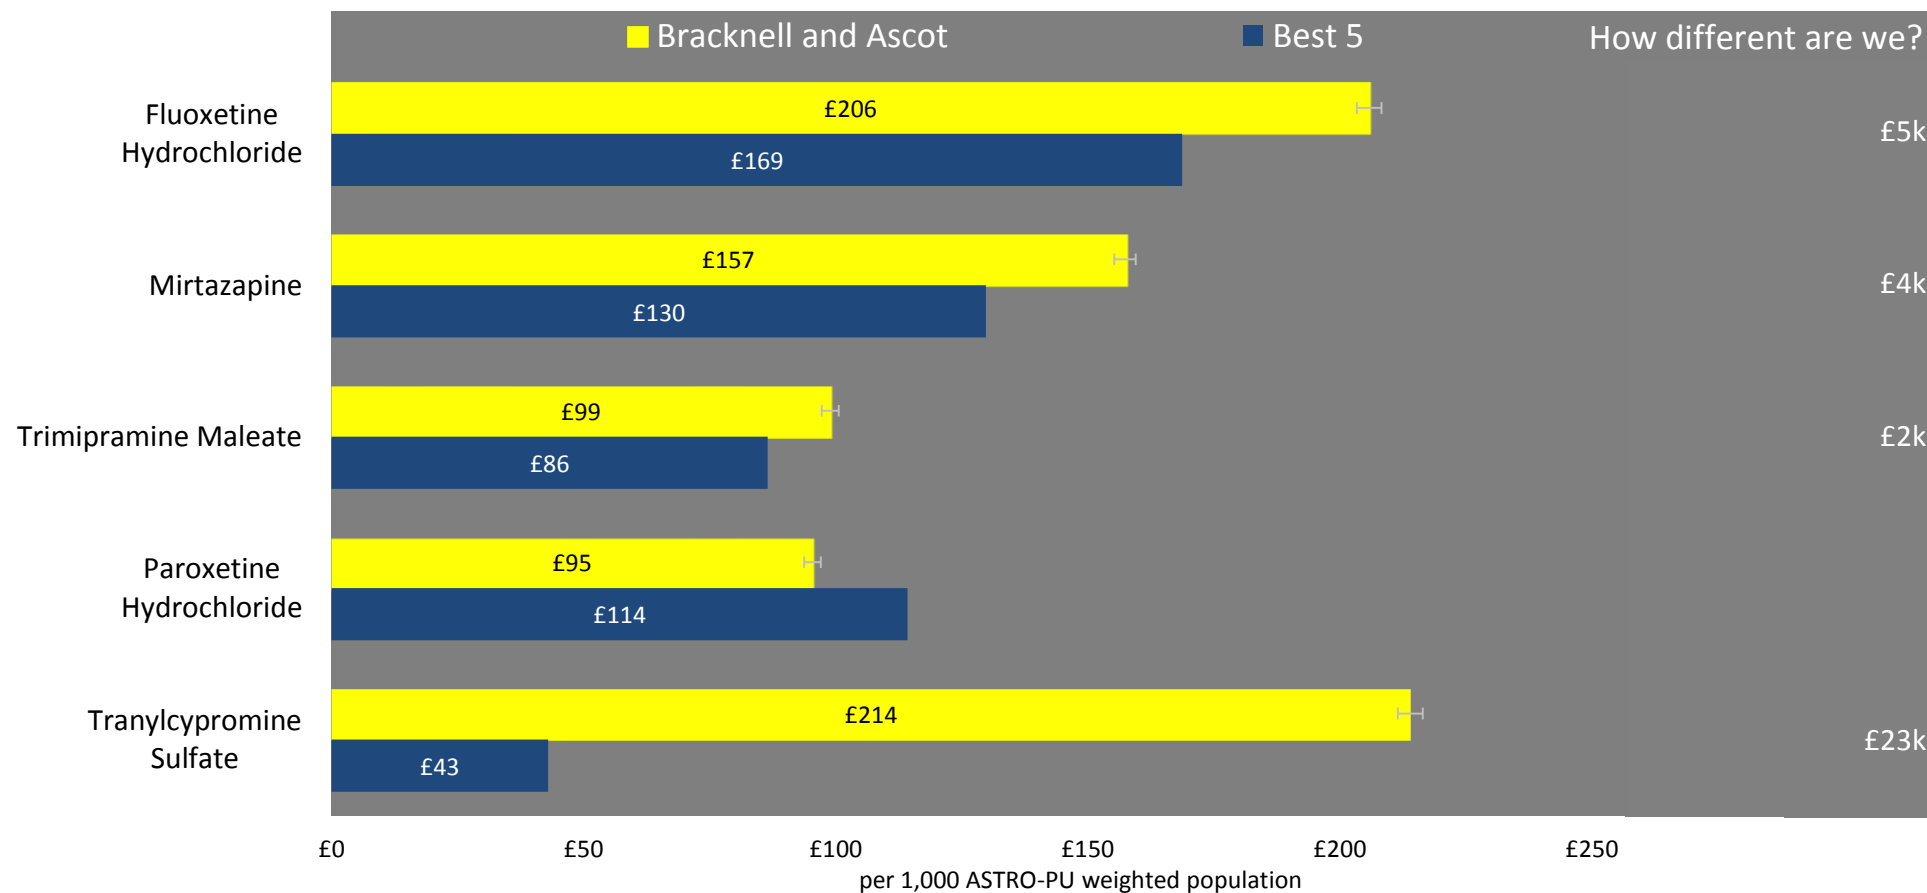 Bracknell and Ascot
Best 5
How different are we?
Fluoxetine
Hydrochloride
£206
£169
£5k
Mirtazapine
£157
£130
£4k
Trimipramine Maleate
£99
£86
£2k
Paroxetine
Hydrochloride
£95
£114
Tranylcypromine
Sulfate
£214
£43
£23k
£0 £50 £100 £150 £200 £250
per 1,000 ASTRO-PU weighted population